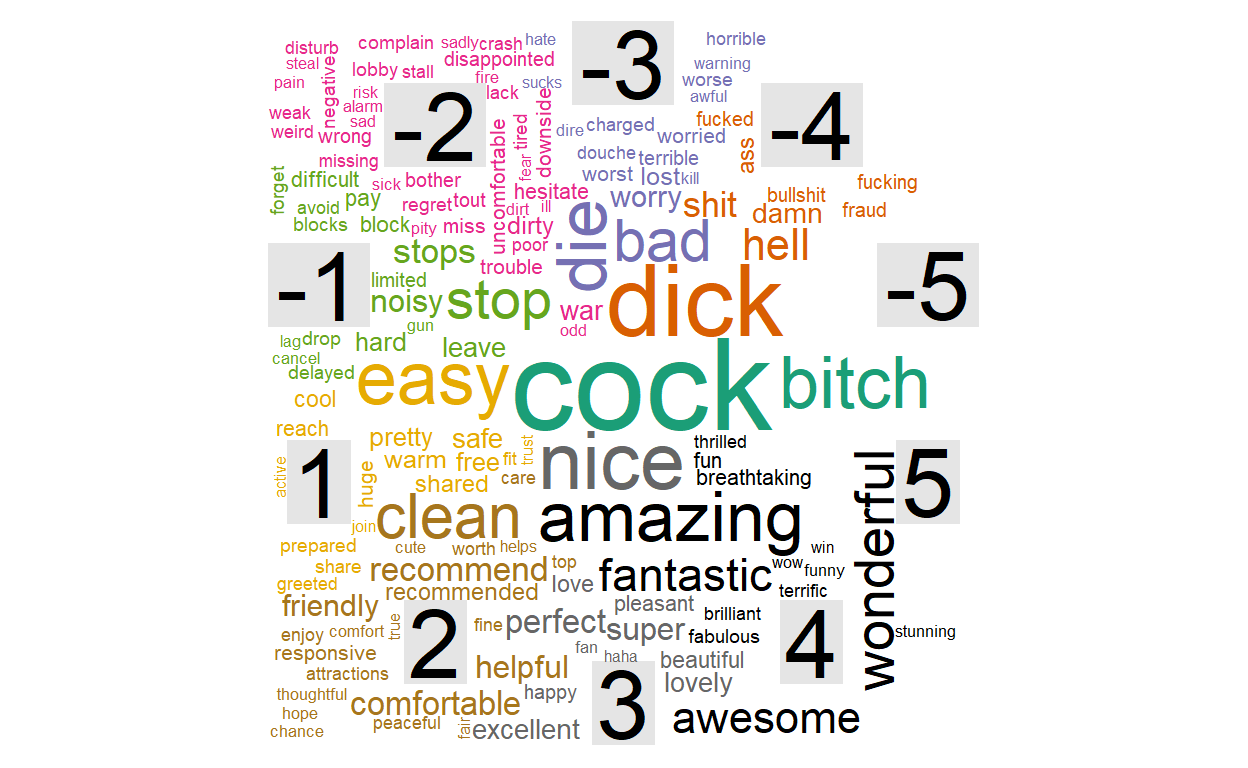 disturb complain sadly crash hate -3 horrible
steal lobby stall disappointed warning
pain negative fire sucks worse
risk lack awful
weak alarm -2 downside -4
weird sad tired dire charged fucked
wrong uncomfortable worried ass
missing fear douche terrible
forget difficult sick bother worst lost kill fucking
avoid pay regret tout hesitate worry shit bullshit
blocks block pity miss dirt ill damn fraud
dirty die bad hell
stops poor
-1 limited trouble -5
noisy stop war dick
gun odd
lag drop hard leave
cancel
delayed easy cock bitch
cool
reach pretty safe trust nice thrilled
active 1 huge warm free fit fun wonderful 5
shared care breathtaking
join clean amazing
prepared cute worth helps win
share recommend top fantastic wow funny
greeted recommended love terrific
friendly 2 pleasant brilliant 4
enjoy comfort true fine perfect super fabulous stunning
responsive fan haha beautiful
attractions helpful 3 lovely
thoughtful comfortable happy
hope peaceful awesome
chance fair excellent